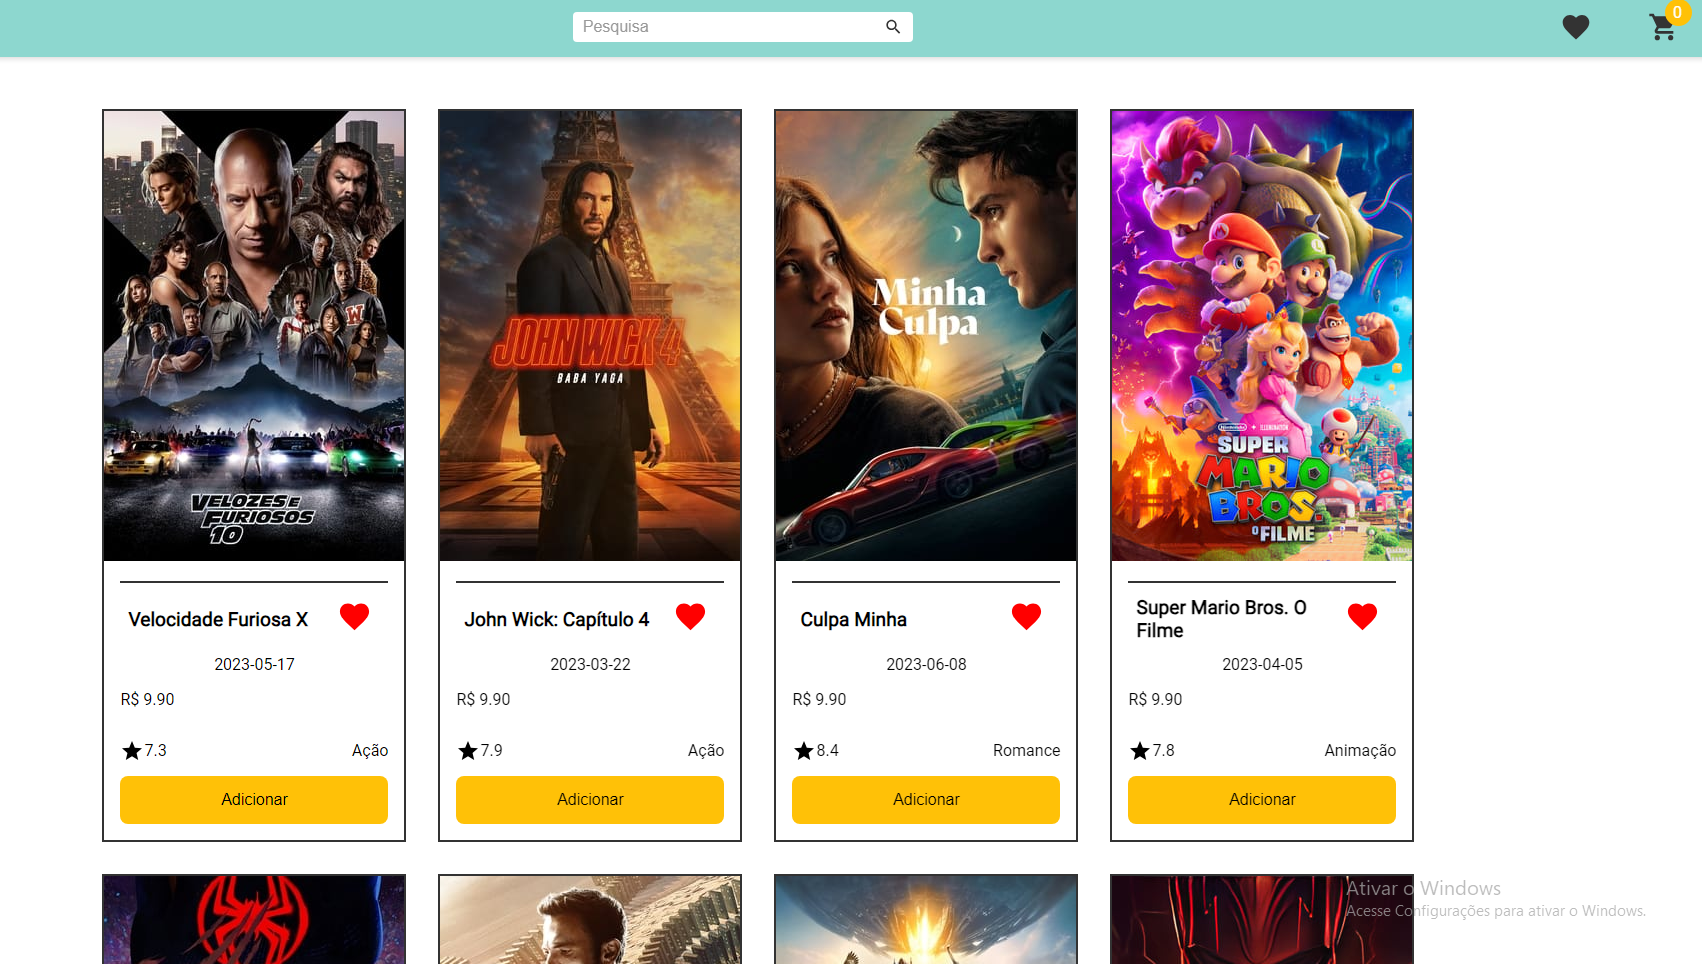 Pesquisa
0
VELOZES E
FURIOSOS
10
JOHN WICK 4
BABA YAGA
Minha
Culpa
Nintendo + ILLUMINATION
SUPER
MARIO
BROS.
O FILME
Velocidade Furiosa X
2023-05-17
R$ 9.90
7.3 Ação
Adicionar
John Wick: Capítulo 4
2023-03-22
R$ 9.90
7.9 Ação
Adicionar
Culpa Minha
2023-06-08
R$ 9.90
8.4 Romance
Adicionar
Super Mario Bros. O
Filme
2023-04-05
R$ 9.90
7.8 Animação
Adicionar
Ativar o Windows
Acesse Configurações para ativar o Windows.